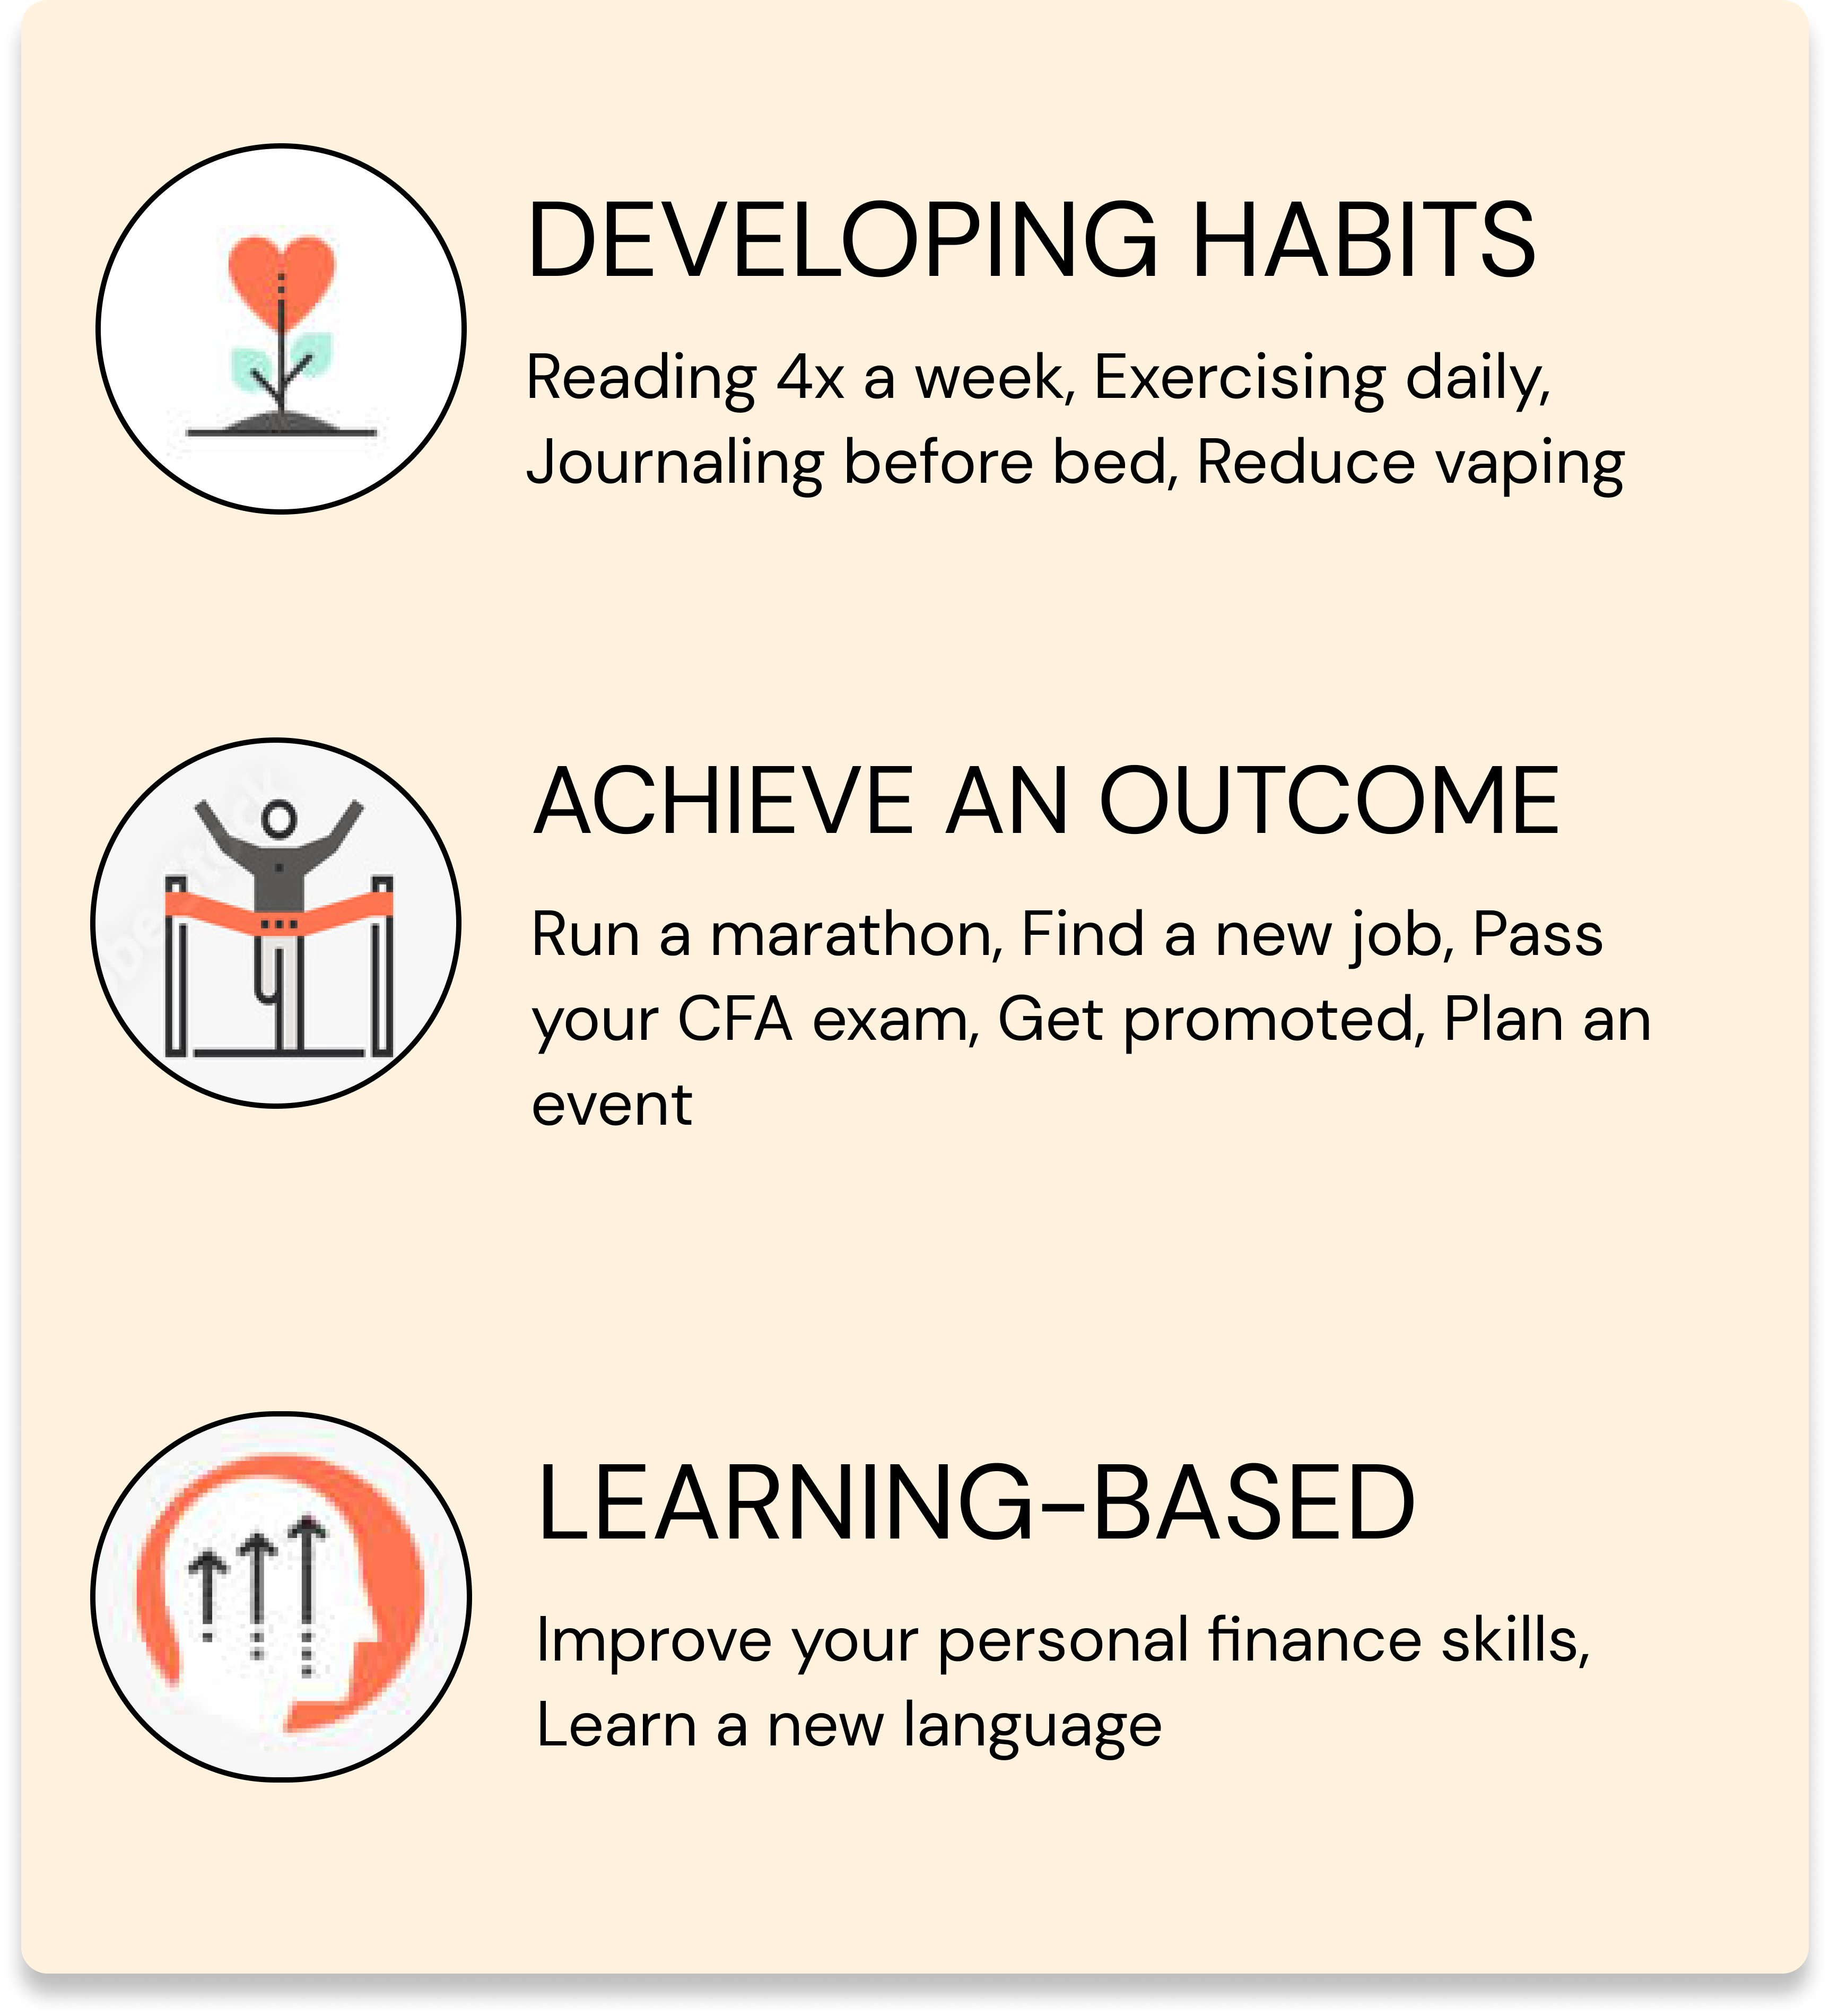 DEVELOPING HABITS
Reading 4x a week, Exercising daily,
Journaling before bed, Reduce vaping
ACHIEVE AN OUTCOME
Run a marathon, Find a new job, Pass
your CFA exam, Get promoted, Plan an
event
LEARNING-BASED
Improve your personal finance skills,
Learn a new language